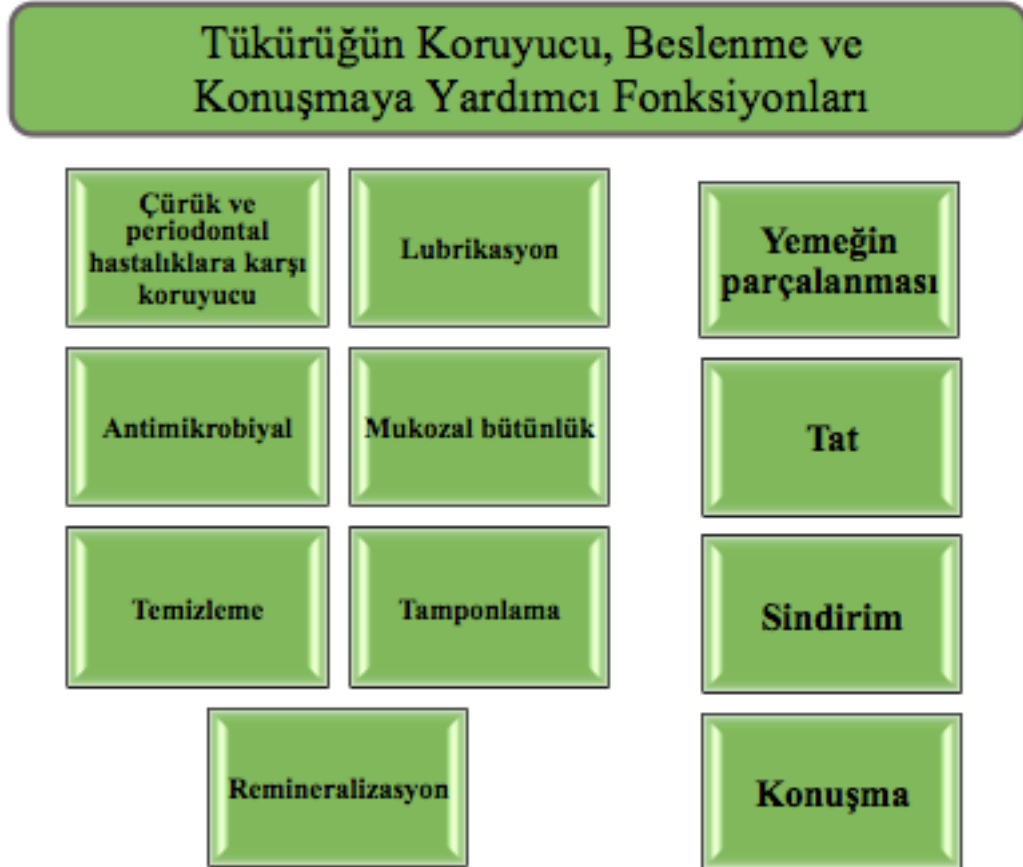 Tükürüğün Koruyucu, Beslenme ve
Konuşmaya Yardımcı Fonksiyonları
Çürük ve
periodontal
hastalıklara karşı
koruyucu
Lubrikasyon
Antimikrobiyal
Mukozal bütünlük
Temizleme
Tamponlama
Remineralizasyon
Yemeğin
parçalanması
Tat
Sindirim
Konuşma